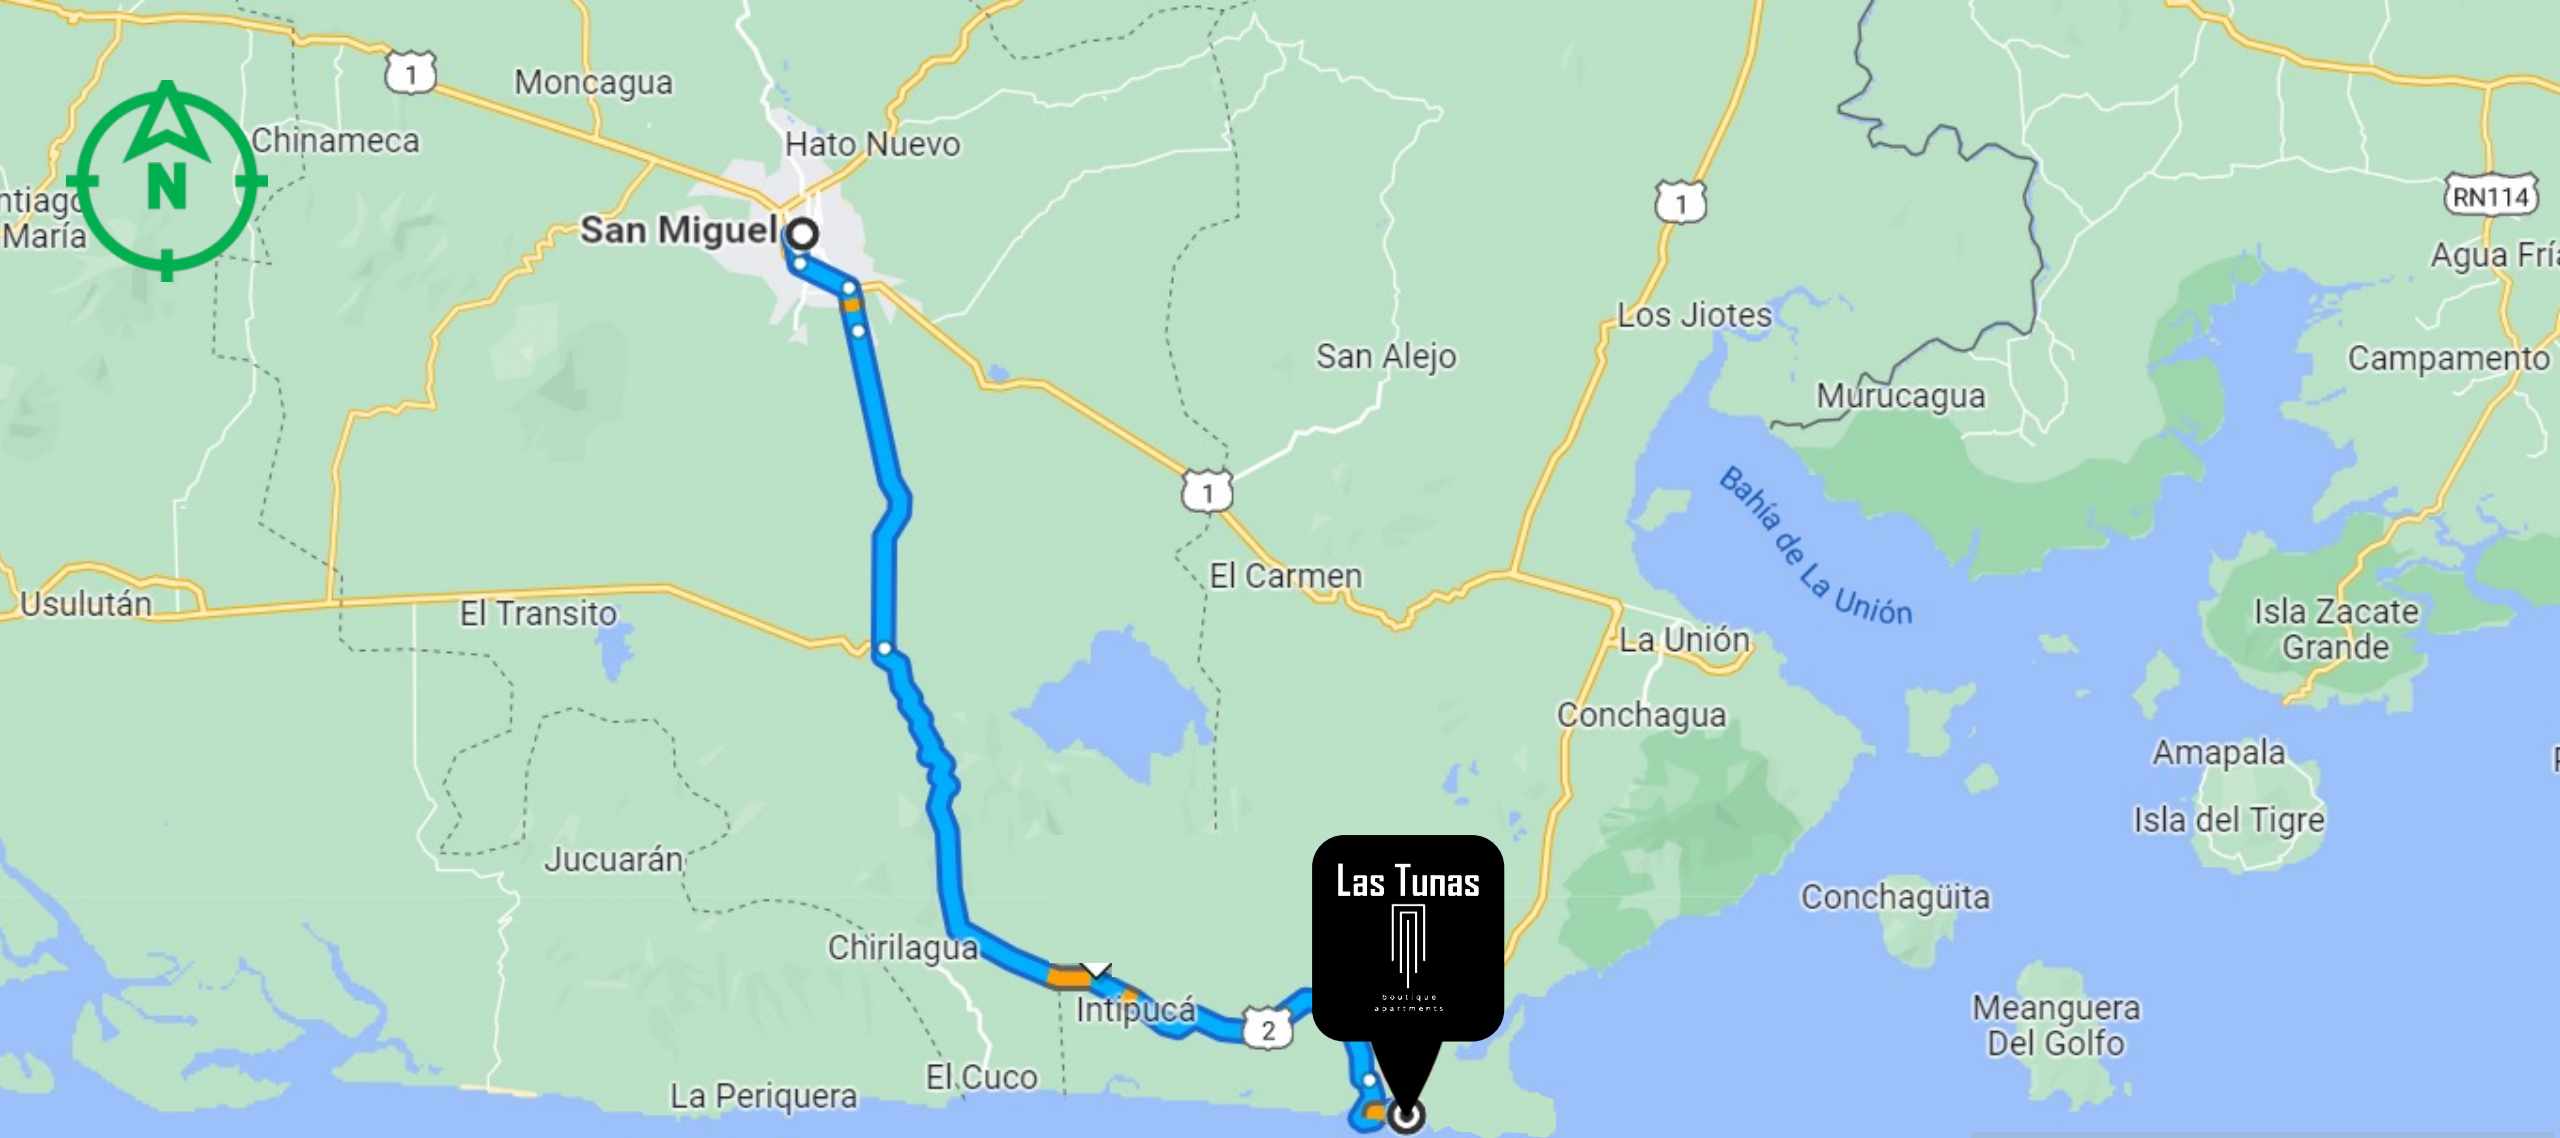 1
Moncagua
Hato Nuevo
Chinameca
N
ntiago
María
San Miguel
1
RN114
Agua Fría
Los Jiotes
San Alejo
Campamento
Murucagua
1
Bahía de La Unión
El Carmen
Usulután
El Transito
La Unión
Isla Zacate
Grande
Conchagua
Amapala
Isla del Tigre
Jucuarán
Las Tunas
boutique
apartments
Conchagüita
Chirilagua
Intipucá
2
Meanguera
Del Golfo
El Cuco
La Periquera